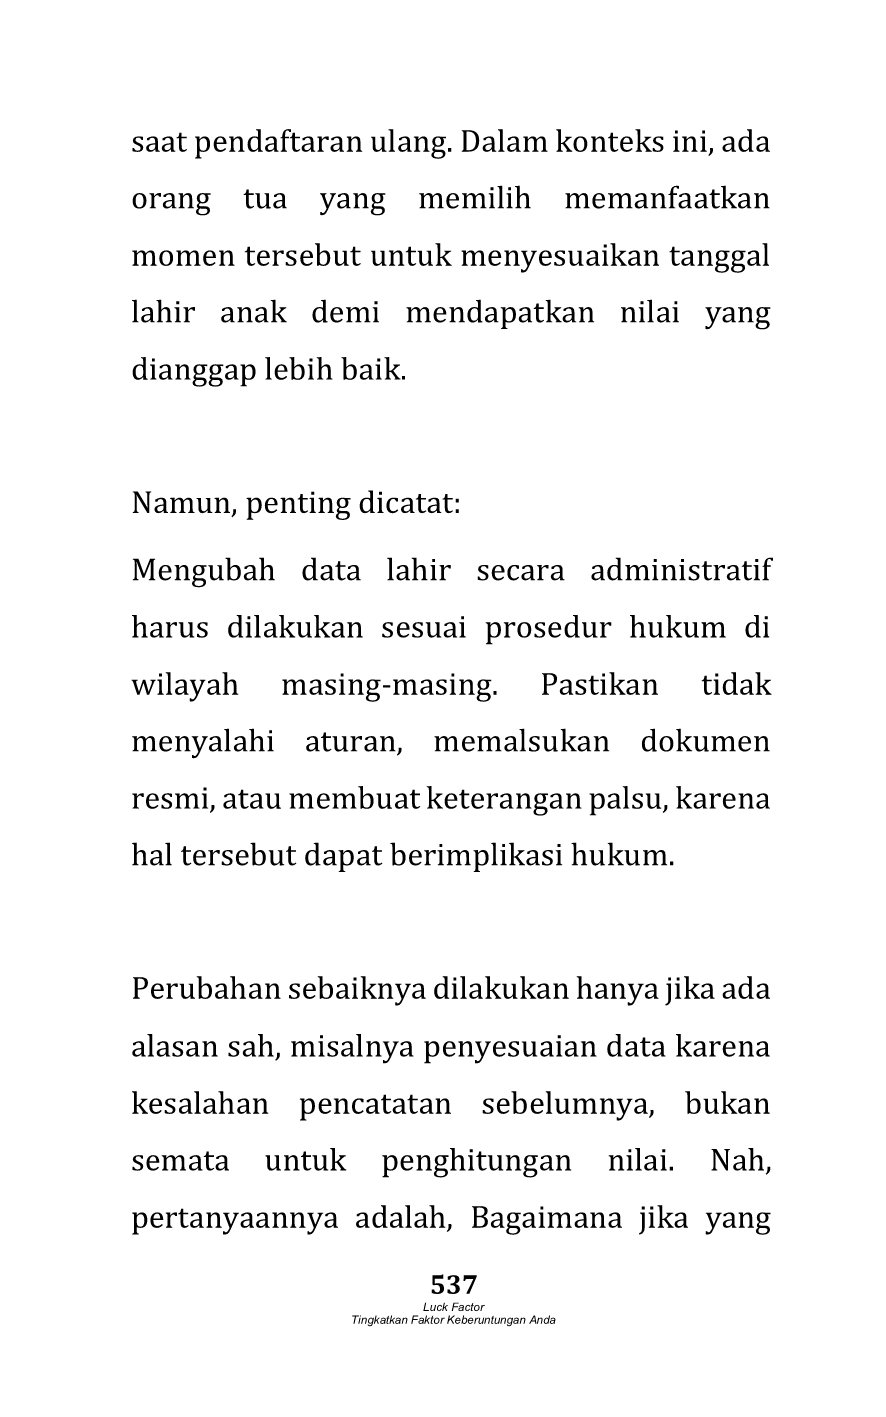 saat pendaftaran ulang. Dalam konteks ini, ada
orang tua yang memilih memanfaatkan
momen tersebut untuk menyesuaikan tanggal
lahir anak demi mendapatkan nilai yang
dianggap lebih baik.
Namun, penting dicatat:
Mengubah data lahir secara administratif
harus dilakukan sesuai prosedur hukum di
wilayah masing-masing. Pastikan tidak
menyalahi aturan, memalsukan dokumen
resmi, atau membuat keterangan palsu, karena
hal tersebut dapat berimplikasi hukum.
Perubahan sebaiknya dilakukan hanya jika ada
alasan sah, misalnya penyesuaian data karena
kesalahan pencatatan sebelumnya, bukan
semata untuk penghitungan nilai. Nah,
pertanyaannya adalah, Bagaimana jika yang
537
Luck Factor
Tingkatkan Faktor Keberuntungan Anda